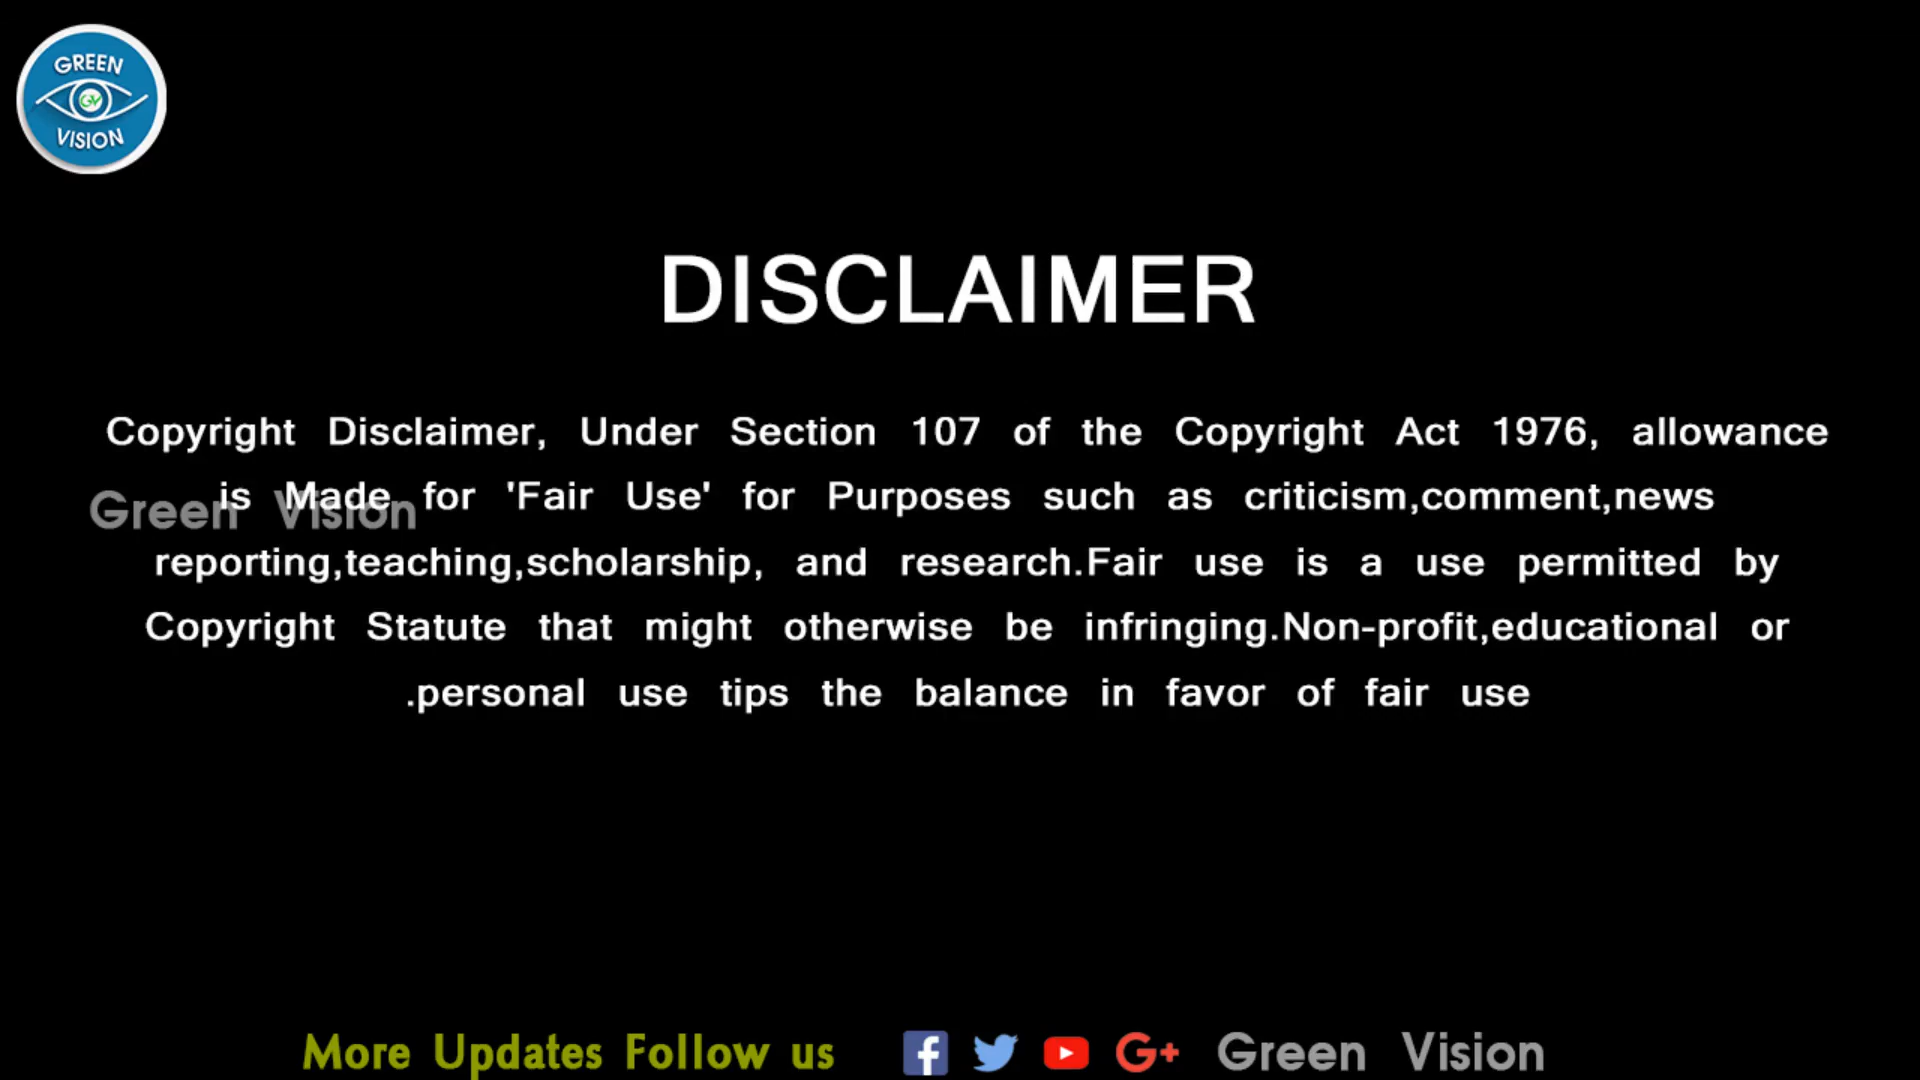 GREEN
GV
VISION
DISCLAIMER
Copyright Disclaimer, Under Section 107 of the Copyright Act 1976, allowance
is Made for 'Fair Use' for Purposes such as criticism,comment,news
Green Vision
reporting,teaching,scholarship, and research.Fair use is a use permitted by
Copyright Statute that might otherwise be infringing.Non-profit,educational or
.personal use tips the balance in favor of fair use
More Updates Follow us f G+ Green Vision